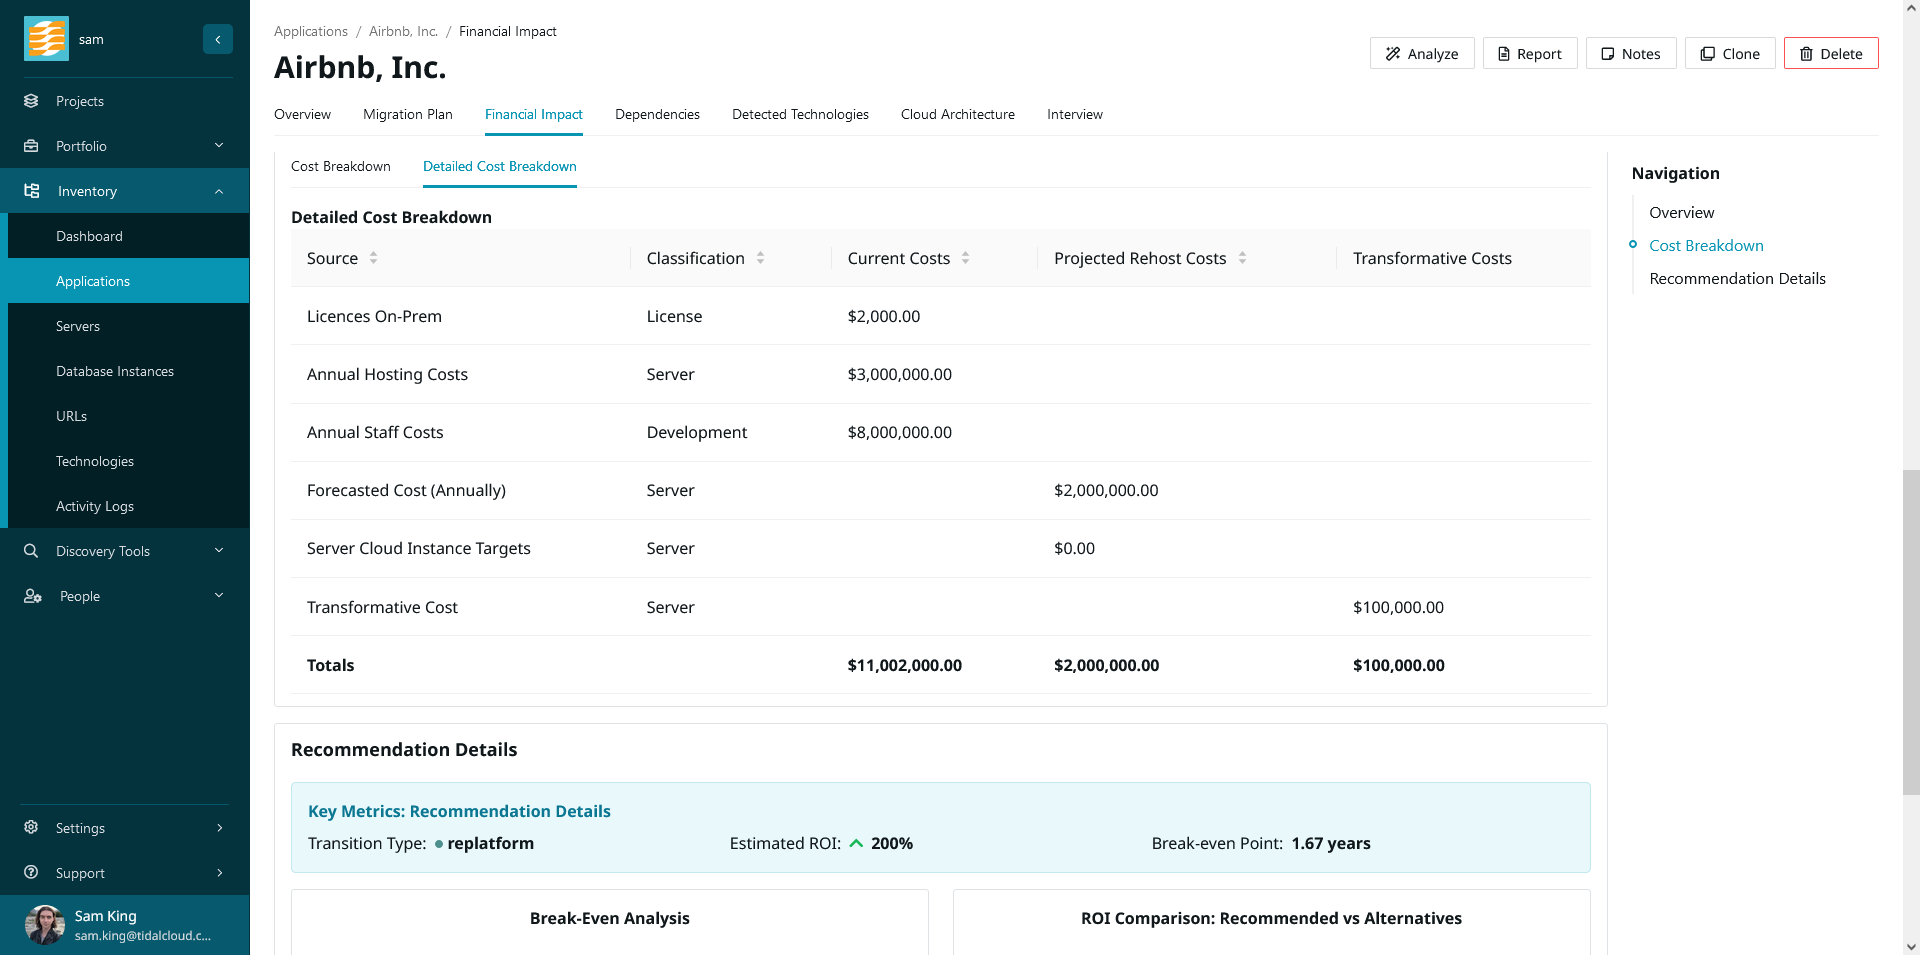 sam
Projects
Portfolio
Inventory
Dashboard
Applications
Servers
Database Instances
URLs
Technologies
Activity Logs
Discovery Tools
People
Settings
Support
Sam King
sam.king@tidalcloud.c...
Applications / Airbnb, Inc. / Financial Impact
Airbnb, Inc.
Analyze Report Notes Clone Delete
Overview Migration Plan Financial Impact Dependencies Detected Technologies Cloud Architecture Interview
Cost Breakdown Detailed Cost Breakdown
Detailed Cost Breakdown
Source Classification Current Costs Projected Rehost Costs Transformative Costs
Licences On-Prem License $2,000.00
Annual Hosting Costs Server $3,000,000.00
Annual Staff Costs Development $8,000,000.00
Forecasted Cost (Annually) Server $2,000,000.00
Server Cloud Instance Targets Server $0.00
Transformative Cost Server $100,000.00
Totals $11,002,000.00 $2,000,000.00 $100,000.00
Recommendation Details
Key Metrics: Recommendation Details
Transition Type: replatform Estimated ROI: 200% Break-even Point: 1.67 years
Break-Even Analysis ROI Comparison: Recommended vs Alternatives
Navigation
Overview
Cost Breakdown
Recommendation Details